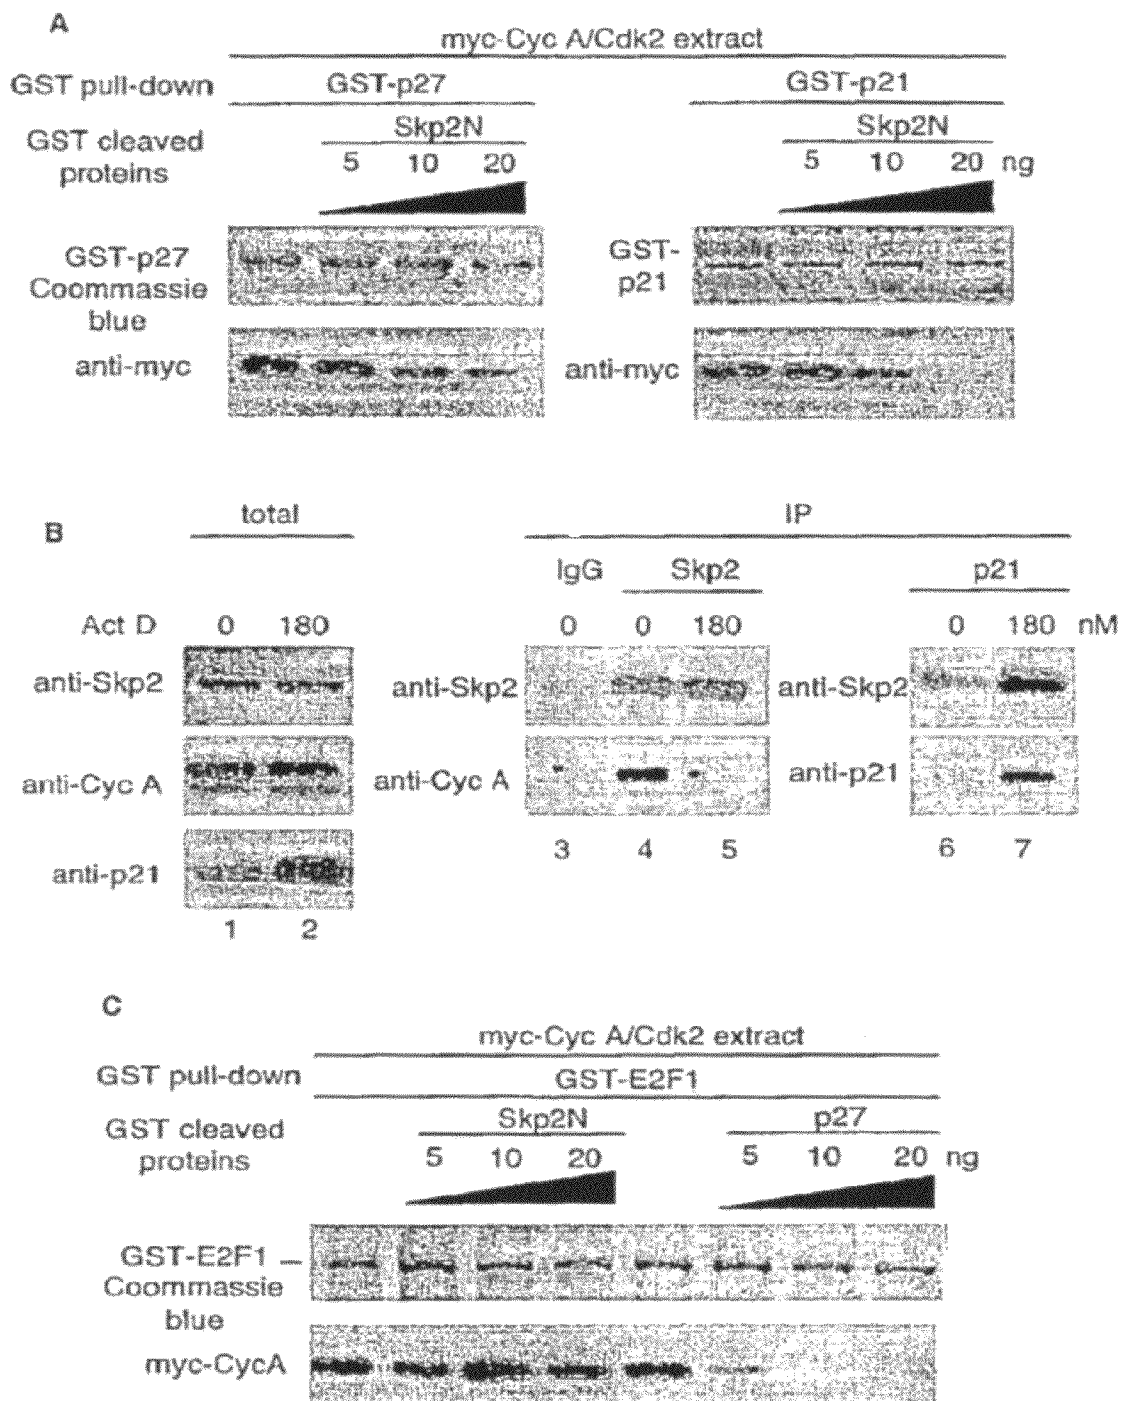 A
myc-Cyc A/Cdk2 extract
GST pull-down GST-p27 GST-p21
GST cleaved proteins Skp2N Skp2N
5 10 20 5 10 20 ng
GST-p27
Coommassie
blue
GST-
p21
anti-myc anti-myc
B
total IP
IgG Skp2 p21
Act D 0 180 0 0 180 0 180 nM
anti-Skp2 anti-Skp2 anti-Skp2
anti-Cyc A anti-Cyc A anti-p21
3 4 5 6 7
anti-p21
1 2
C
myc-Cyc A/Cdk2 extract
GST pull-down GST-E2F1
GST cleaved
proteins
Skp2N p27
5 10 20 5 10 20 ng
GST-E2F1
Coommassie
blue
myc-CycA